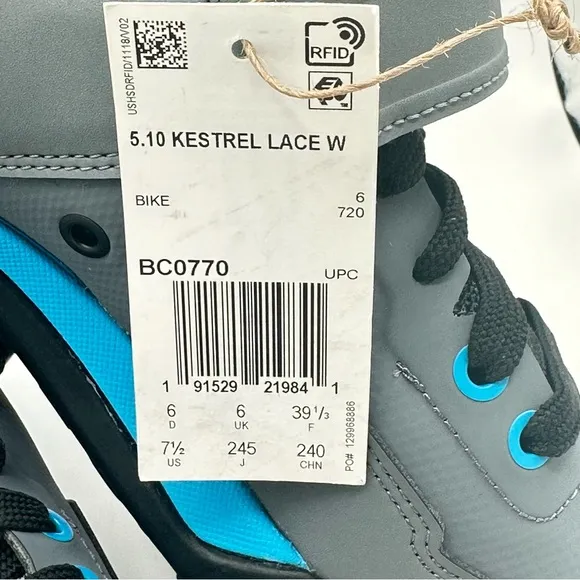 USHSDRFID/1118/V02
RFID
5.10 KESTREL LACE W
BIKE 6
720
BC0770 UPC
1 91529 21984 1
6 6 39 1/3
D UK F
7½ 245 240
US J CHN
PO# 129968886